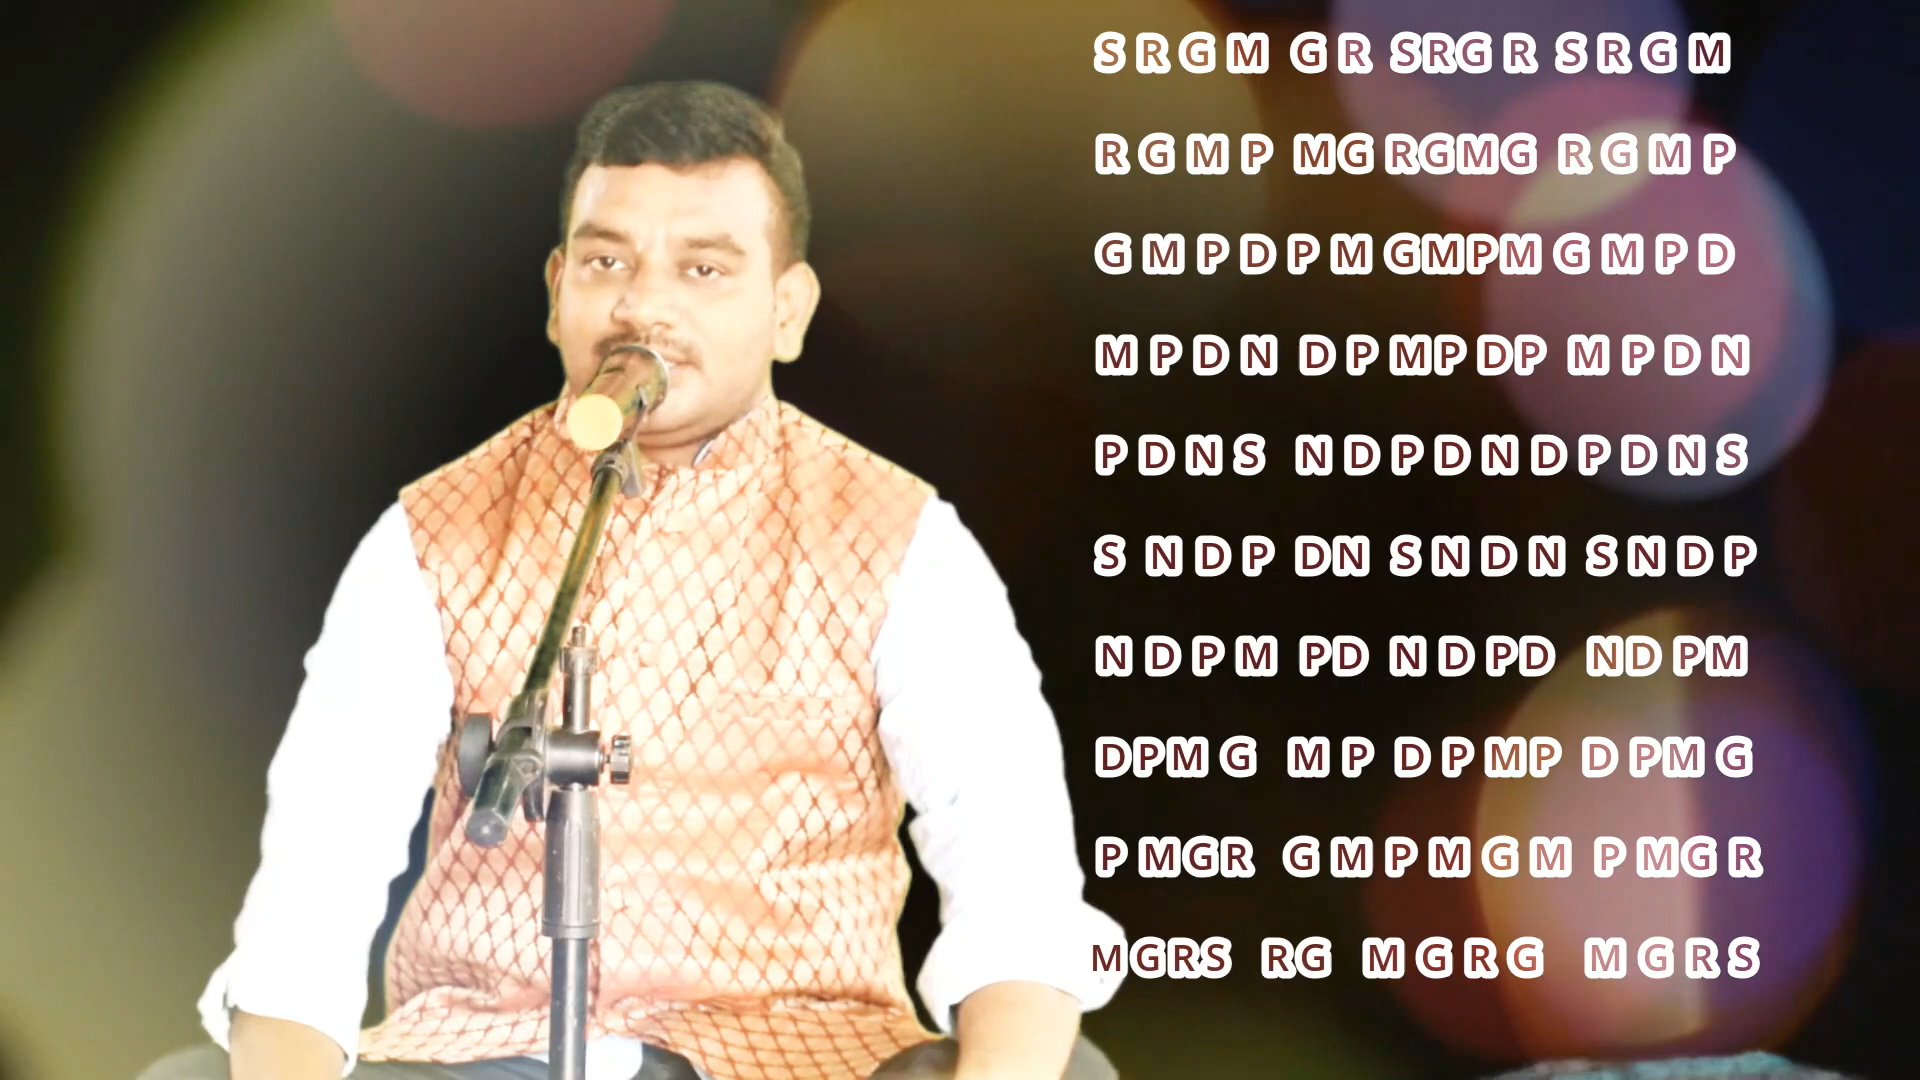 S R G M G R SRG R S R G M
R G M P MG RGMG R G M P
G M P D P M GMPM G M P D
M P D N D P MP DP M P D N
P D N S N D P D N D P D N S
S N D P DN S N D N S N D P
N D P M PD N D PD ND PM
DPM G M P D P MP D PM G
P MGR G M P M G M P MG R
MGRS RG M G R G M G R S